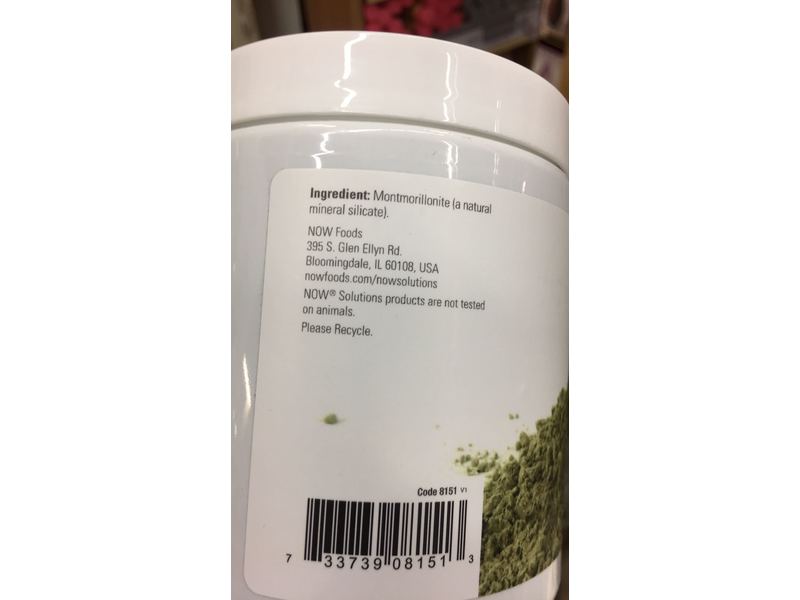 Ingredient: Montmorillonite (a natural
mineral silicate).
NOW Foods
395 S. Glen Ellyn Rd.
Bloomingdale, IL 60108, USA
nowfoods.com/nowsolutions
NOW® Solutions products are not tested
on animals.
Please Recycle.
Code 8151 V1
7 33739 08151 3